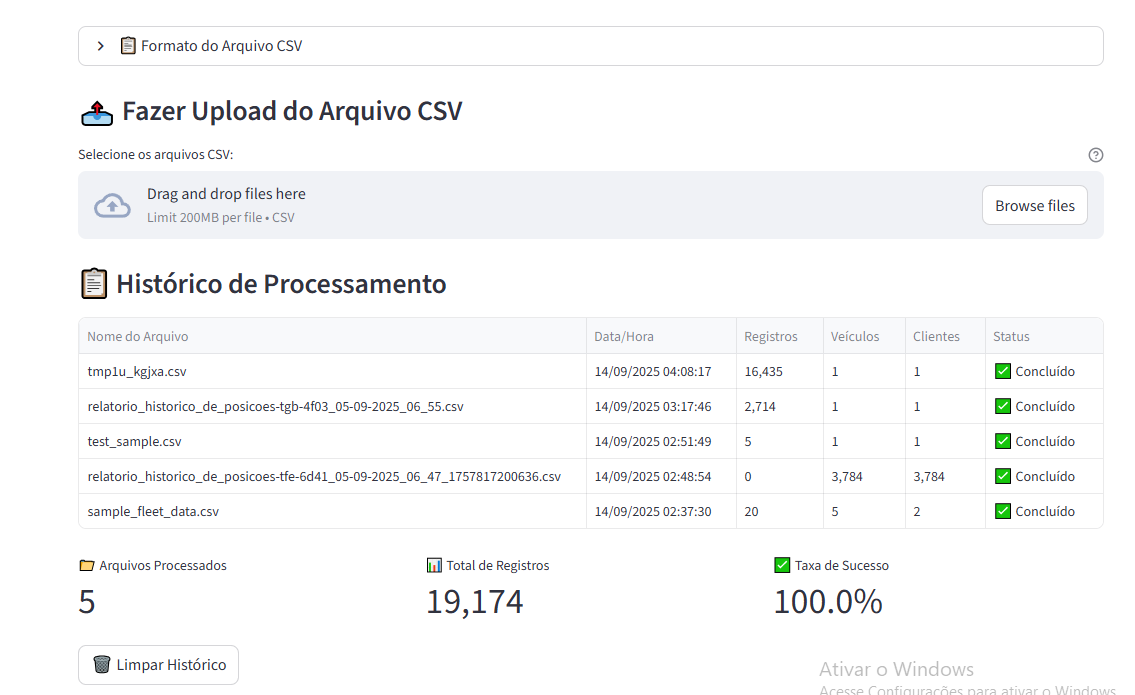 Formato do Arquivo CSV
Fazer Upload do Arquivo CSV
Selecione os arquivos CSV:
Drag and drop files here
Limit 200MB per file • CSV
Browse files
Histórico de Processamento
Nome do Arquivo Data/Hora Registros Veículos Clientes Status
tmp1u_kgjxa.csv 14/09/2025 04:08:17 16,435 1 1 Concluído
relatorio_historico_de_posicoes-tgb-4f03_05-09-2025_06_55.csv 14/09/2025 03:17:46 2,714 1 1 Concluído
test_sample.csv 14/09/2025 02:51:49 5 1 1 Concluído
relatorio_historico_de_posicoes-tfe-6d41_05-09-2025_06_47_1757817200636.csv 14/09/2025 02:48:54 0 3,784 3,784 Concluído
sample_fleet_data.csv 14/09/2025 02:37:30 20 5 2 Concluído
Arquivos Processados Total de Registros Taxa de Sucesso
5 19,174 100.0%
Limpar Histórico
Ativar o Windows
Acesse Configurações para ativar o Windows